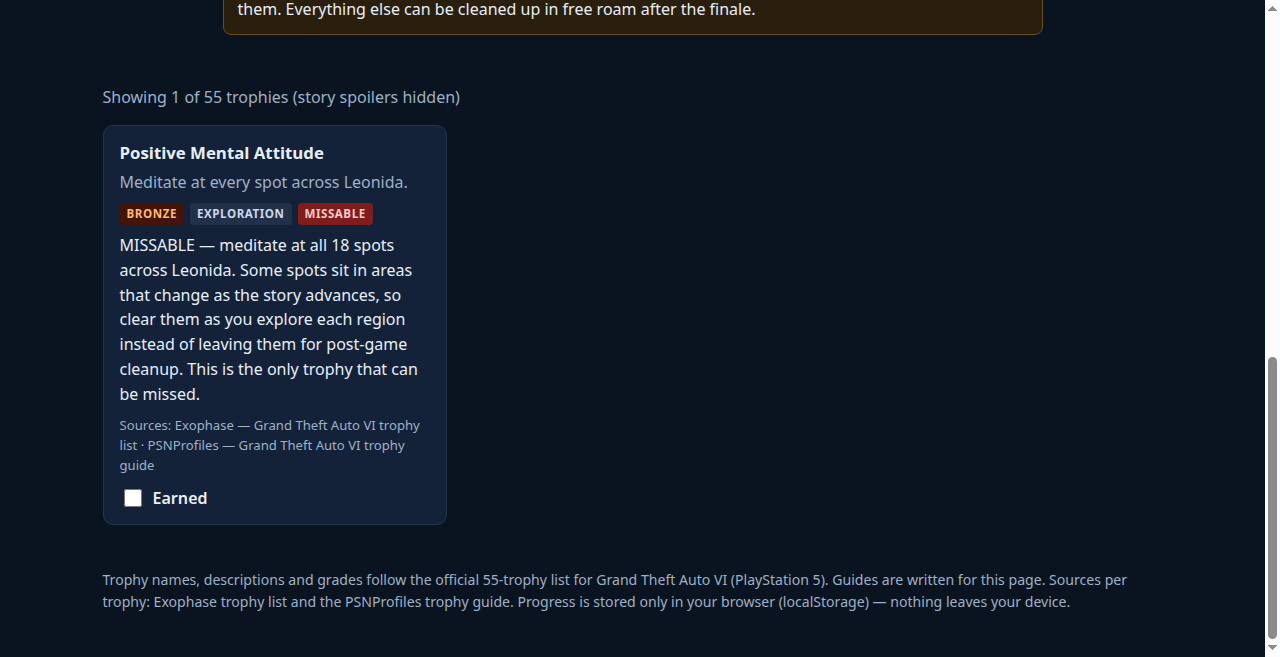 them. Everything else can be cleaned up in free roam after the finale.
Showing 1 of 55 trophies (story spoilers hidden)
Positive Mental Attitude
Meditate at every spot across Leonida.
BRONZE EXPLORATION MISSABLE
MISSABLE — meditate at all 18 spots
across Leonida. Some spots sit in areas
that change as the story advances, so
clear them as you explore each region
instead of leaving them for post-game
cleanup. This is the only trophy that can
be missed.
Sources: Exophase — Grand Theft Auto VI trophy
list · PSNProfiles — Grand Theft Auto VI trophy
guide
Earned
Trophy names, descriptions and grades follow the official 55-trophy list for Grand Theft Auto VI (PlayStation 5). Guides are written for this page. Sources per
trophy: Exophase trophy list and the PSNProfiles trophy guide. Progress is stored only in your browser (localStorage) — nothing leaves your device.